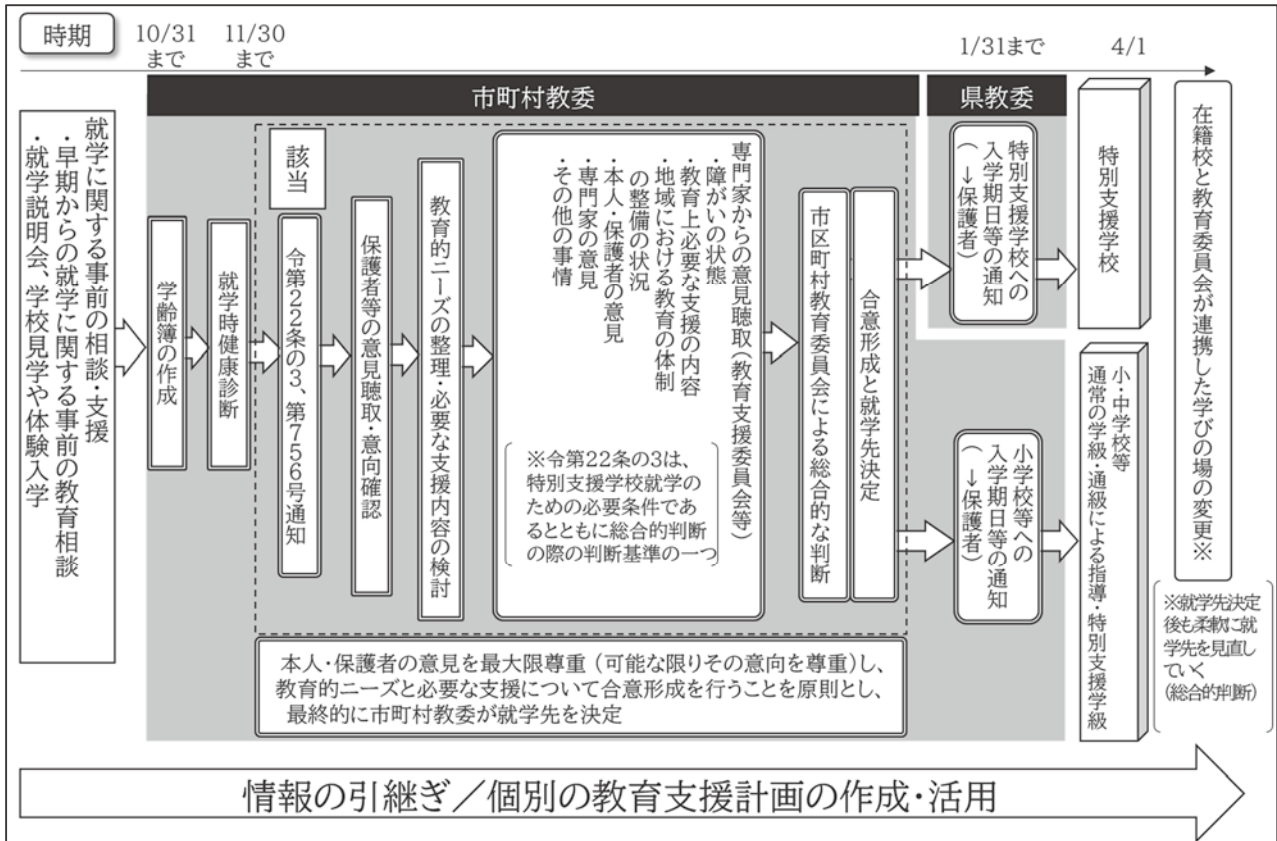 時期
10/31
まで
11/30
まで
1/31まで
4/1
市町村教委
県教委
就学に関する事前の相談・支援
・早期からの就学に関する事前の教育相談
・就学説明会、学校見学や体験入学
学齢簿の作成
就学時健康診断
該当
令第22条の3、第756号通知
保護者等の意見聴取・意向確認
教育的ニーズの整理・必要な支援内容の検討
専門家からの意見聴取(教育支援委員会等)
・障がいの状態
・教育上必要な支援の内容
・地域における教育の体制
の整備の状況
・本人・保護者の意見
・専門家の意見
・その他の事情
※令第22条の3は、
特別支援学校就学の
ための必要条件であ
るとともに総合的判断
の際の判断基準の一つ
市区町村教育委員会による総合的な判断
合意形成と就学先決定
特別支援学校への
入学期日等の通知
(→保護者)
特別支援学校
小学校等への
入学期日等の通知
(→保護者)
小・中学校等
通常の学級・通級による指導・特別支援学級
在籍校と教育委員会が連携した学びの場の変更※
※就学先決定
後も柔軟に就
学先を見直し
ていく
(総合的判断)
本人・保護者の意見を最大限尊重(可能な限りその意向を尊重)し、
教育的ニーズと必要な支援について合意形成を行うことを原則とし、
最終的に市町村教委が就学先を決定
情報の引継ぎ/個別の教育支援計画の作成・活用